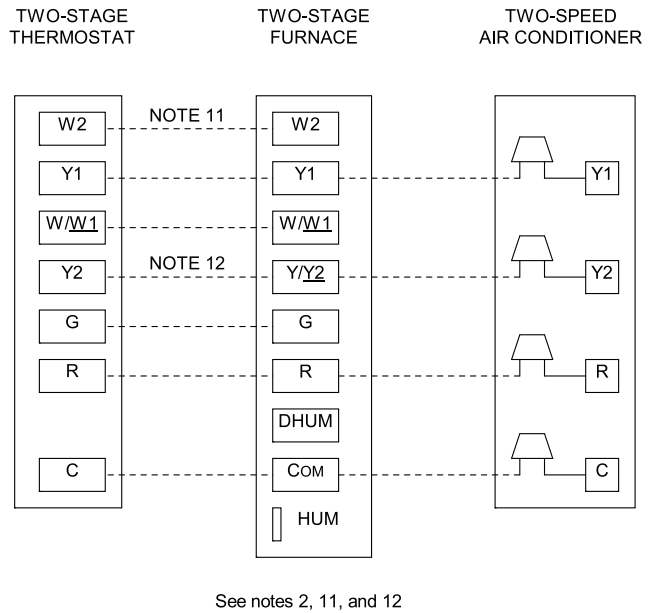 TWO-STAGE
THERMOSTAT
TWO-STAGE
FURNACE
TWO-SPEED
AIR CONDITIONER
W2
NOTE 11
W2
Y1
Y1
Y1
W/W1
W/W1
Y2
NOTE 12
Y/Y2
Y2
G
G
R
R
R
DHUM
C
COM
C
HUM
See notes 2, 11, and 12